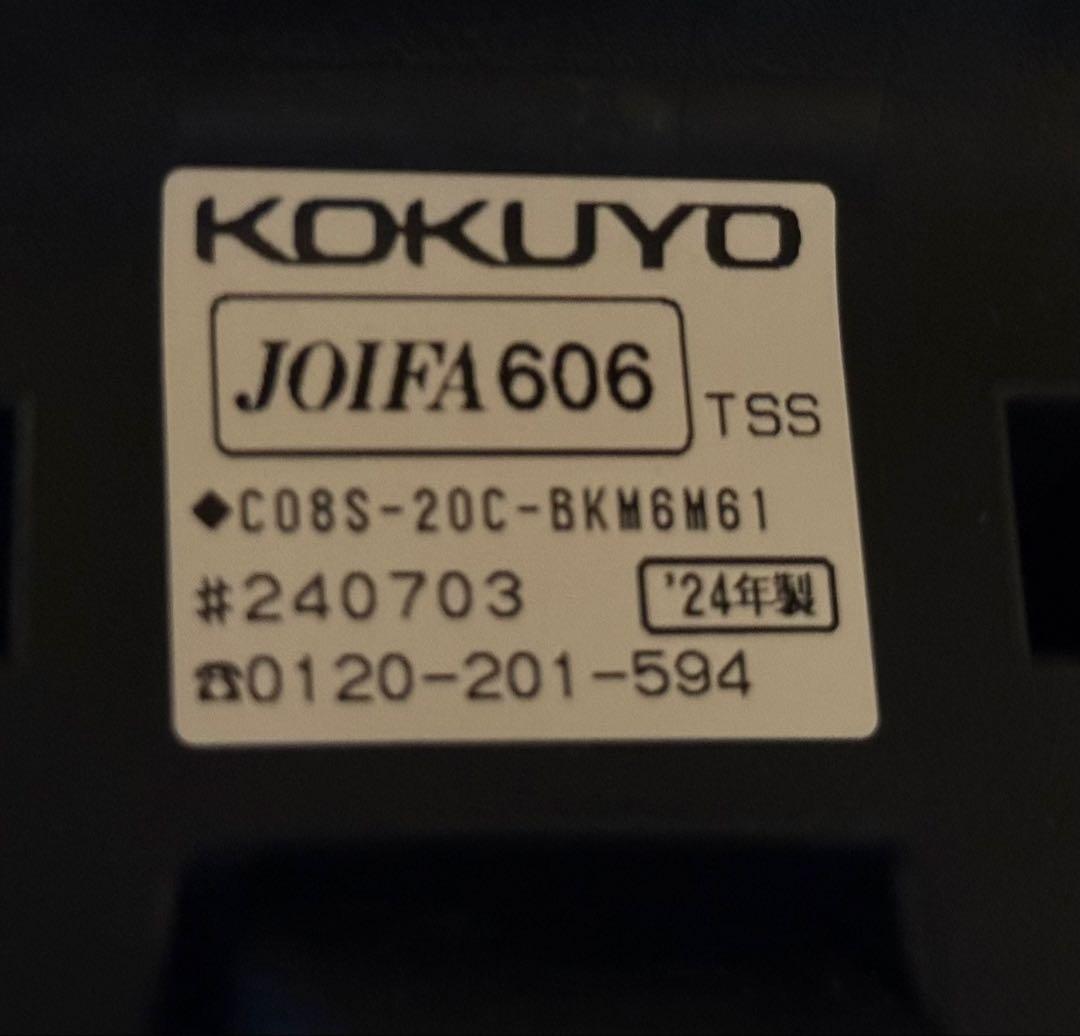 KOKUYO
JOIFA606 TSS
◆C08S-20C-BKM6M61
#240703 '24年製
☎0120-201-594